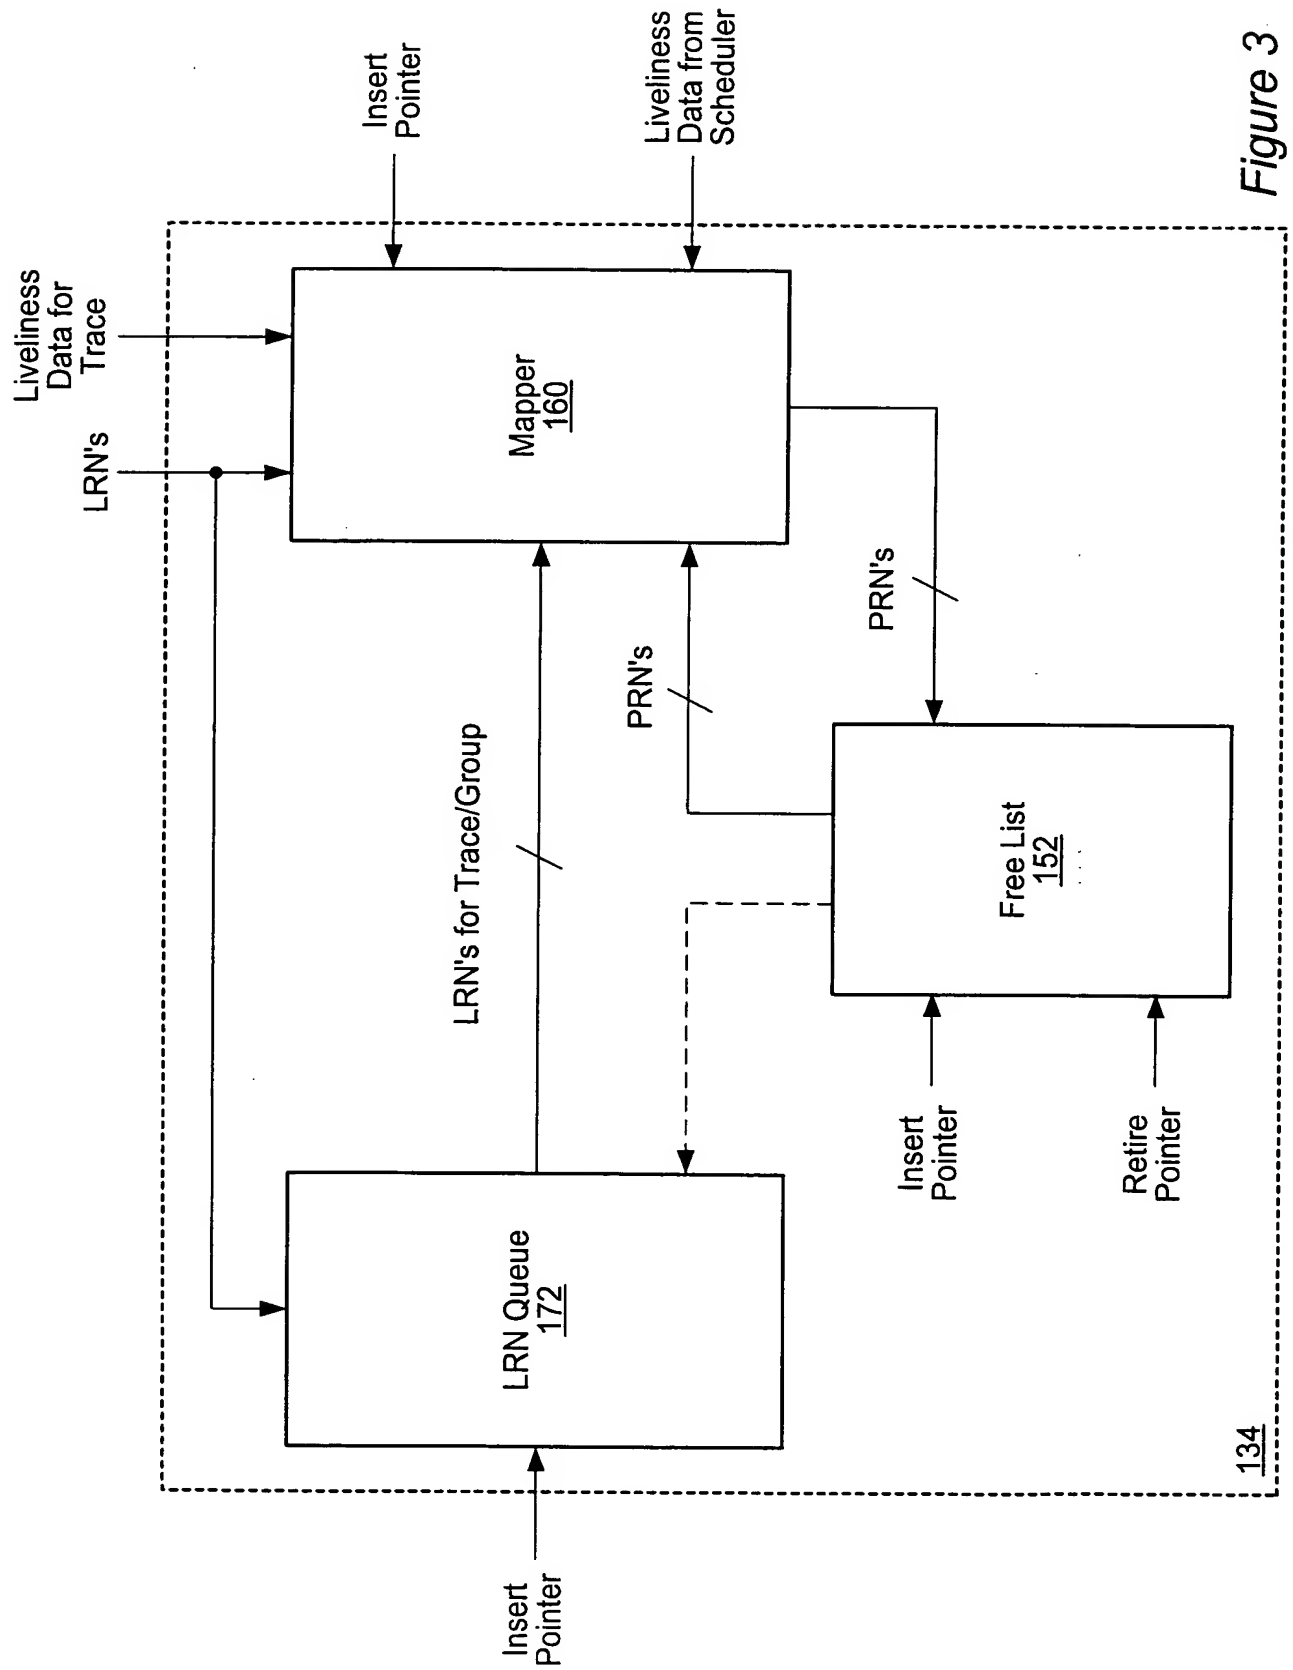 LRN's
Liveliness
Data for
Trace
Insert
Pointer
LRN Queue
172
LRN's for Trace/Group
Mapper
160
Insert
Pointer
PRN's
Liveliness
Data from
Scheduler
PRN's
Insert
Pointer
Free List
152
Retire
Pointer
134
Figure 3